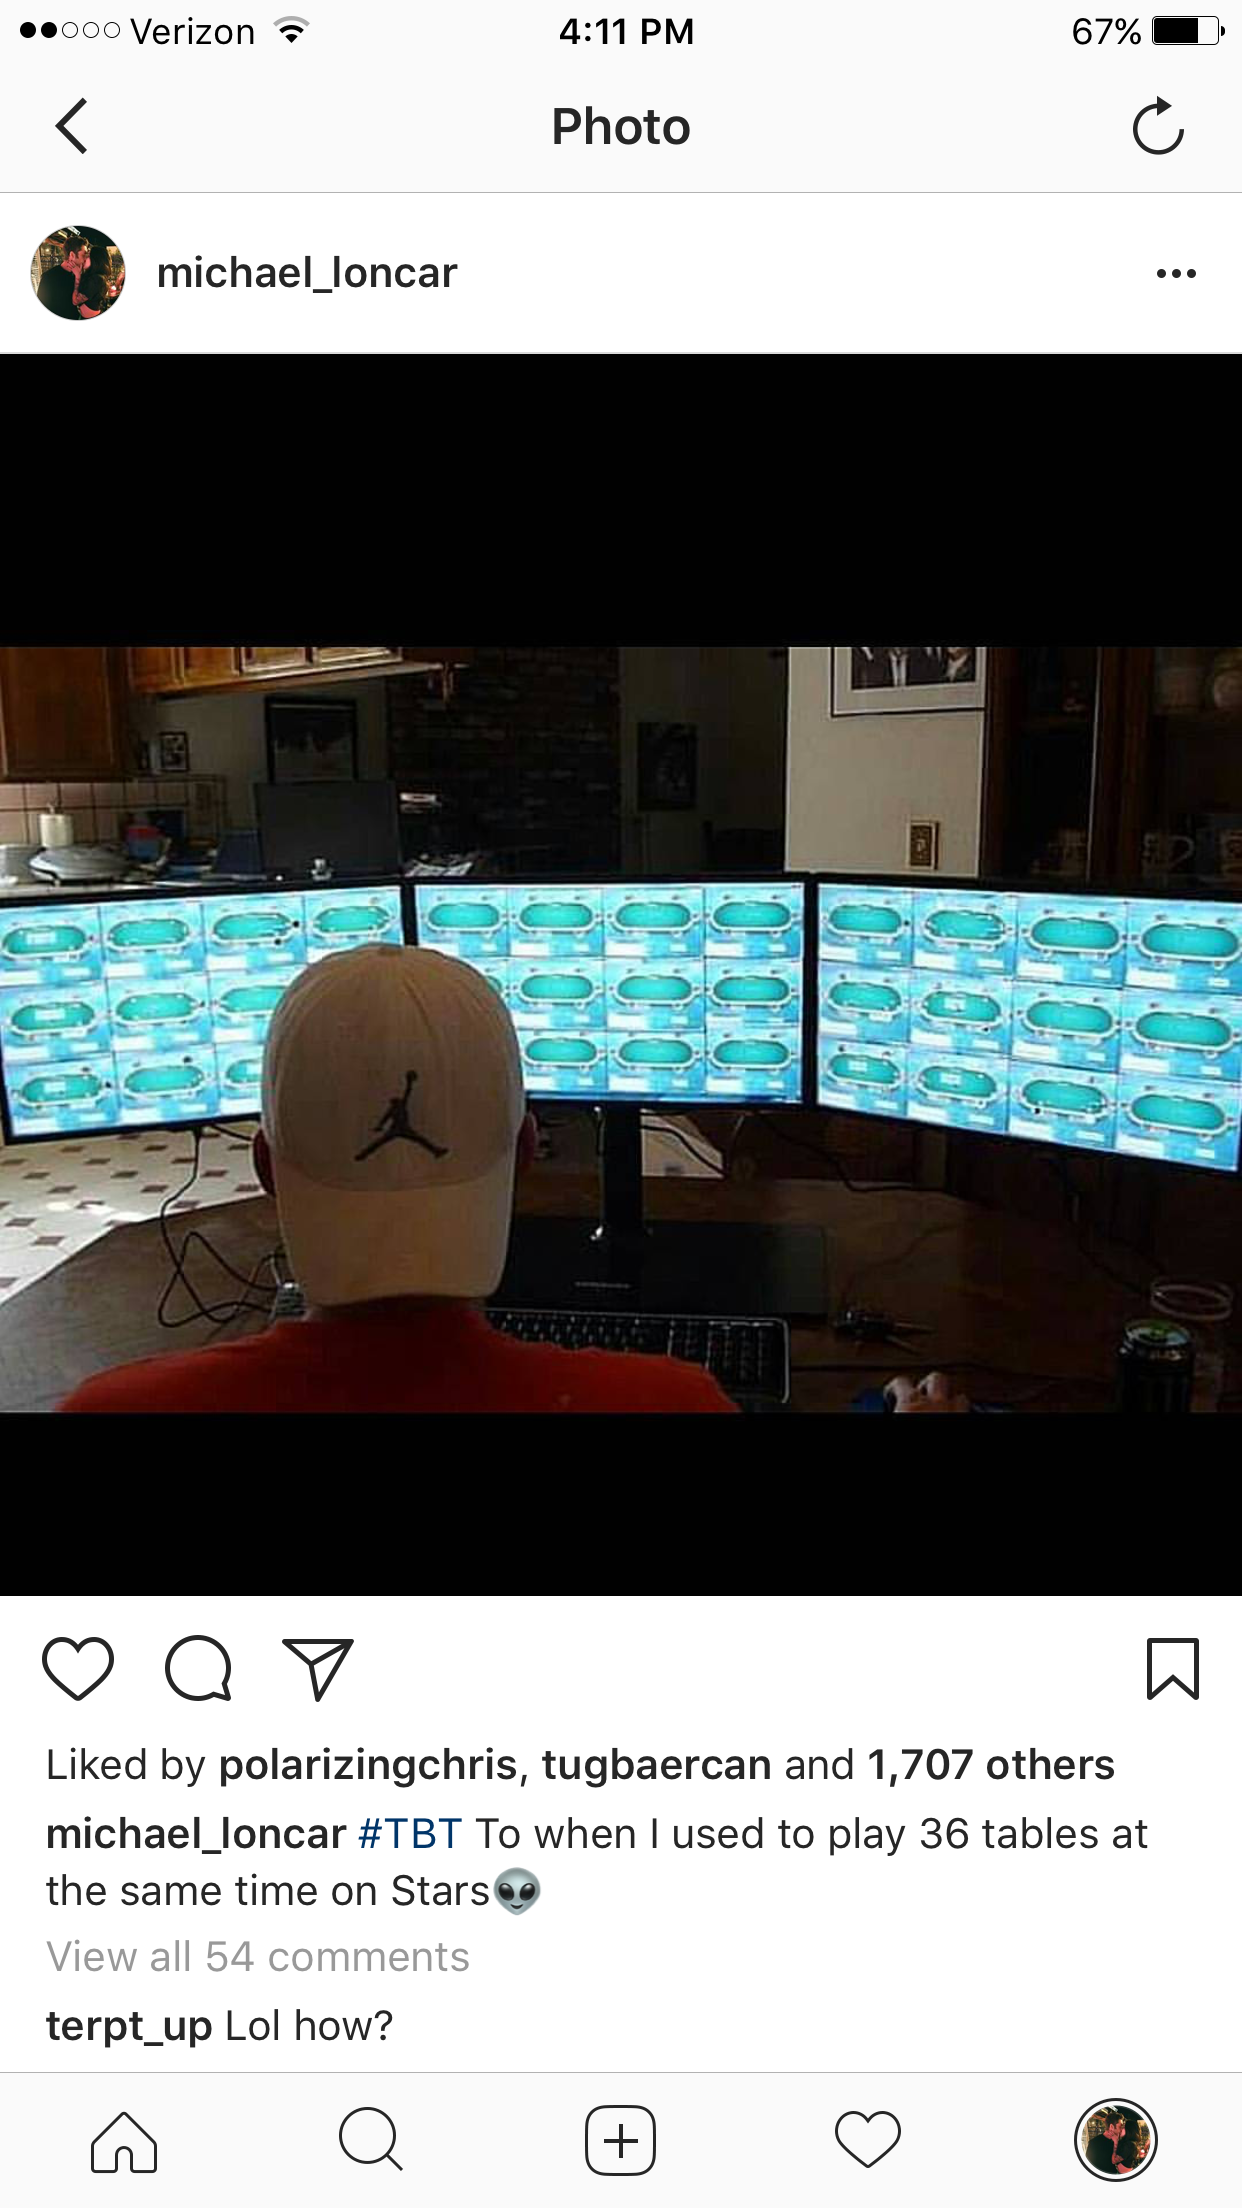 Verizon 4:11 PM 67%
Photo
michael_loncar
Liked by polarizingchris, tugbaercan and 1,707 others
michael_loncar #TBT To when I used to play 36 tables at
the same time on Stars👽
View all 54 comments
terpt_up Lol how?